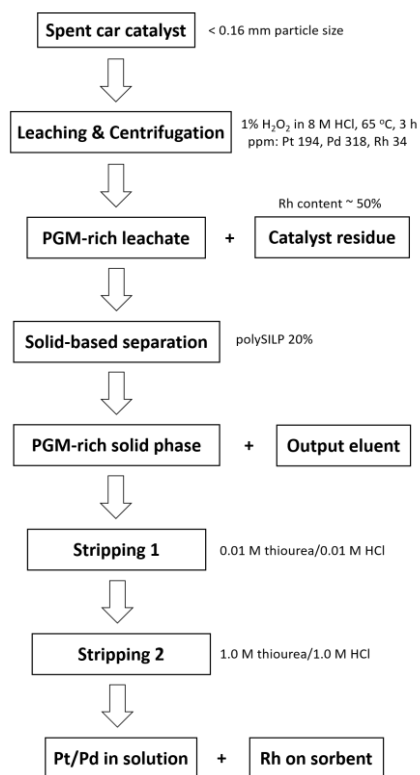 Spent car catalyst
< 0.16 mm particle size
Leaching & Centrifugation
1% H₂O₂ in 8 M HCl, 65 ᵒC, 3 h
ppm: Pt 194, Pd 318, Rh 34
Rh content ~ 50%
PGM-rich leachate + Catalyst residue
Solid-based separation
polySILP 20%
PGM-rich solid phase + Output eluent
Stripping 1
0.01 M thiourea/0.01 M HCl
Stripping 2
1.0 M thiourea/1.0 M HCl
Pt/Pd in solution + Rh on sorbent